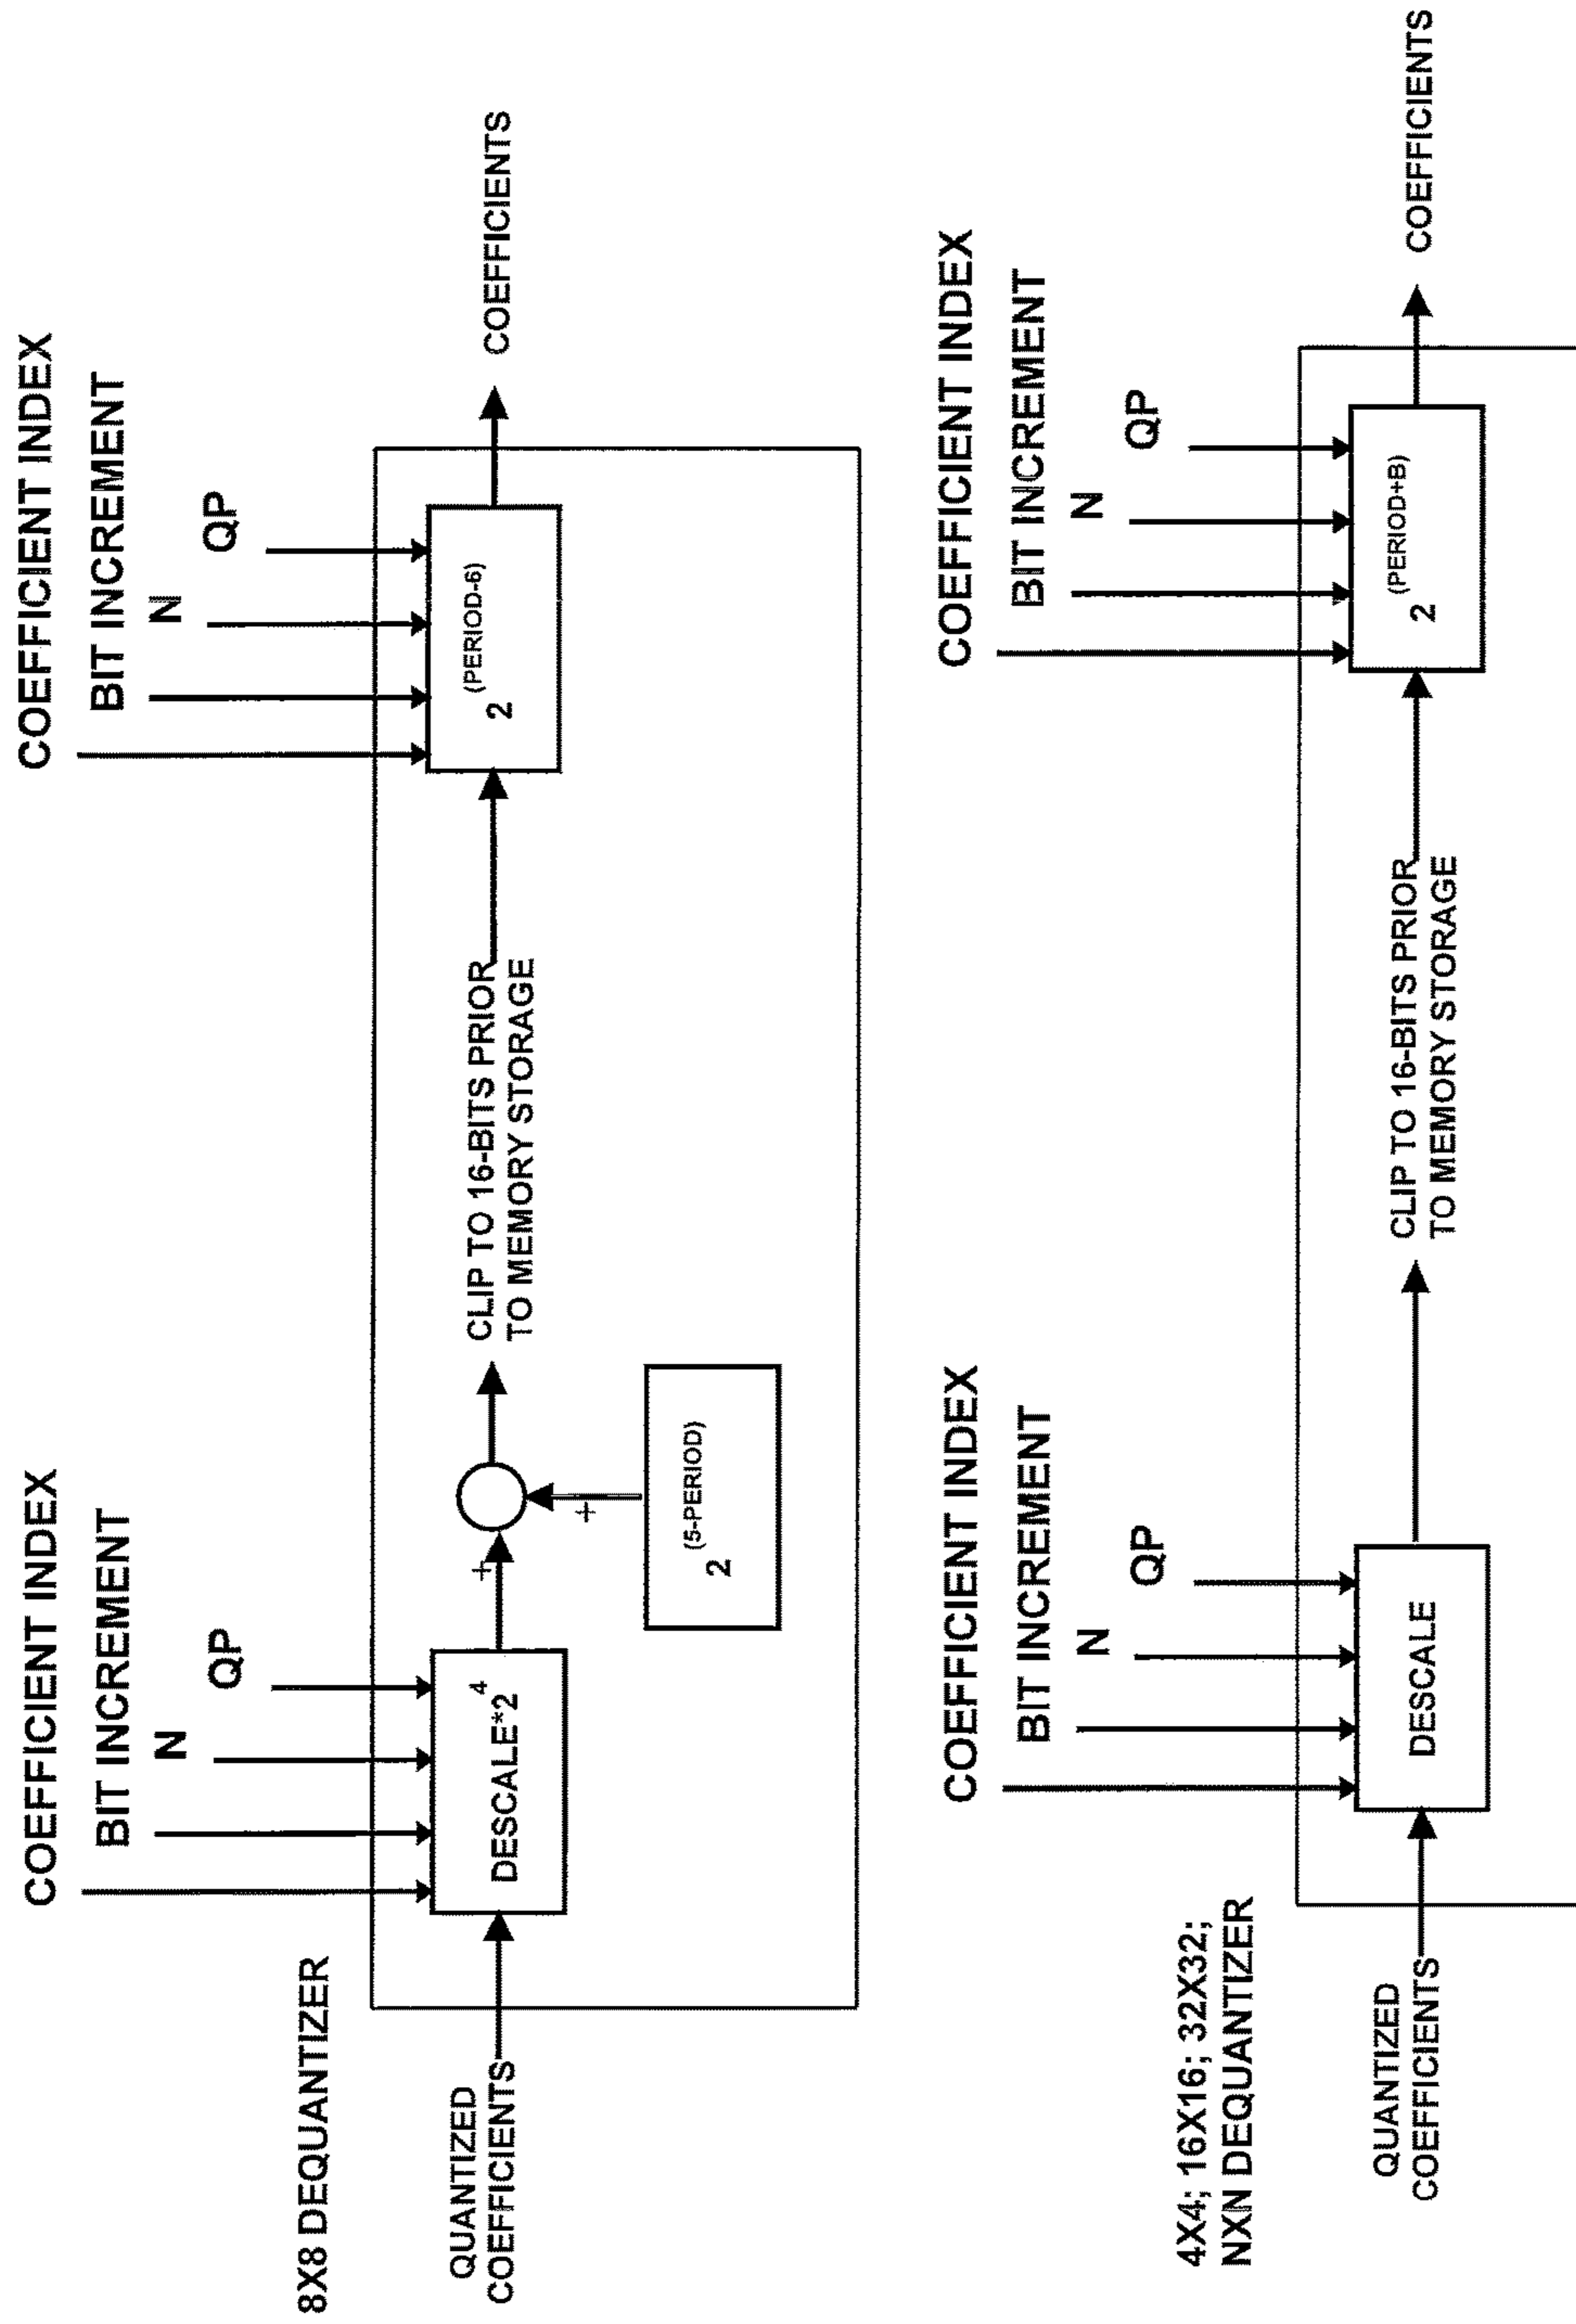 8X8 DEQUANTIZER
QUANTIZED
COEFFICIENTS
COEFFICIENT INDEX
BIT INCREMENT
N
QP
DESCALE*2^4
+
+
2^(5-PERIOD)
CLIP TO 16-BITS PRIOR
TO MEMORY STORAGE
COEFFICIENT INDEX
BIT INCREMENT
N
QP
2^(PERIOD-6)
COEFFICIENTS
4X4; 16X16; 32X32;
NXN DEQUANTIZER
QUANTIZED
COEFFICIENTS
COEFFICIENT INDEX
BIT INCREMENT
N
QP
DESCALE
CLIP TO 16-BITS PRIOR
TO MEMORY STORAGE
COEFFICIENT INDEX
BIT INCREMENT
N
QP
2^(PERIOD+B)
COEFFICIENTS